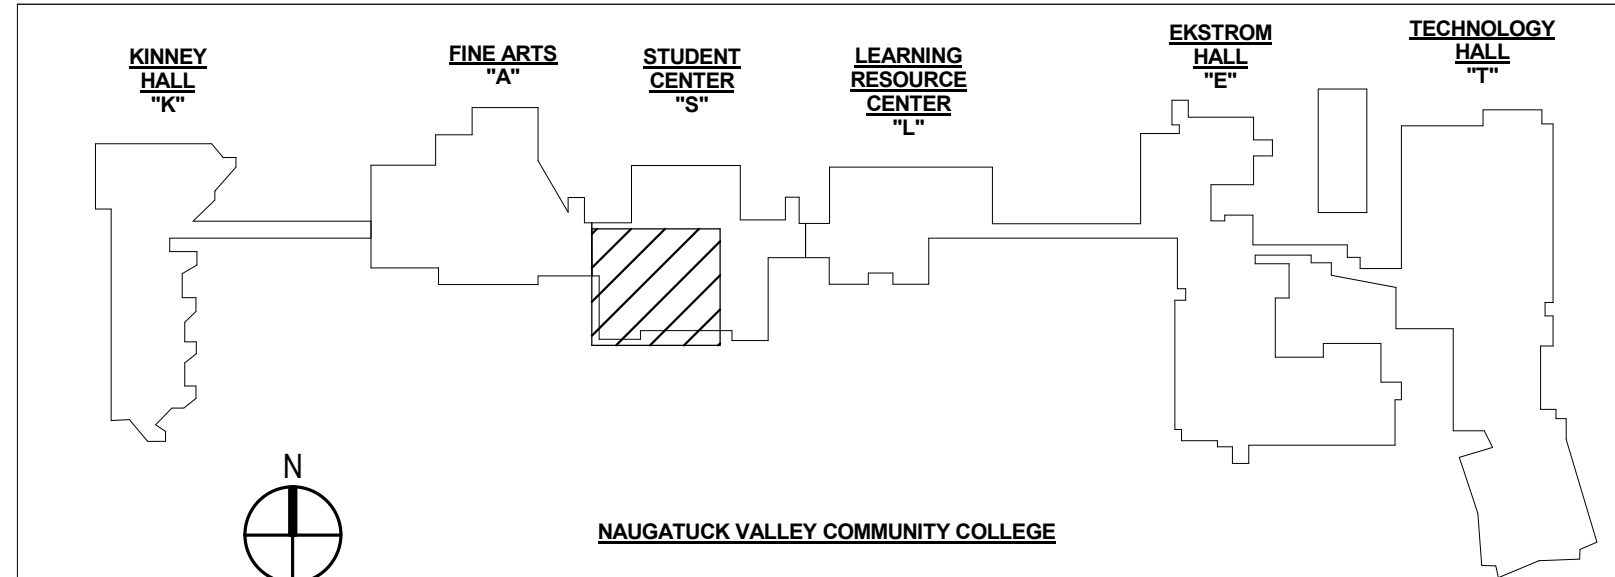 KINNEY
HALL
"K"
FINE ARTS
"A"
STUDENT
CENTER
"S"
LEARNING
RESOURCE
CENTER
"L"
EKSTROM
HALL
"E"
TECHNOLOGY
HALL
"T"
N
NAUGATUCK VALLEY COMMUNITY COLLEGE